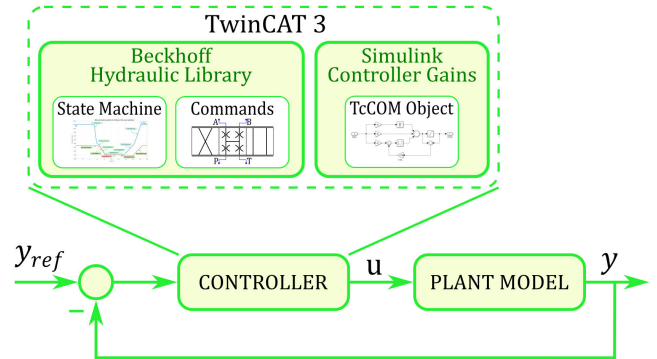 TwinCAT 3
Beckhoff
Hydraulic Library
Simulink
Controller Gains
State Machine
Commands
TcCOM Object
A
B
P
T
y_ref
CONTROLLER
u
PLANT MODEL
y
−